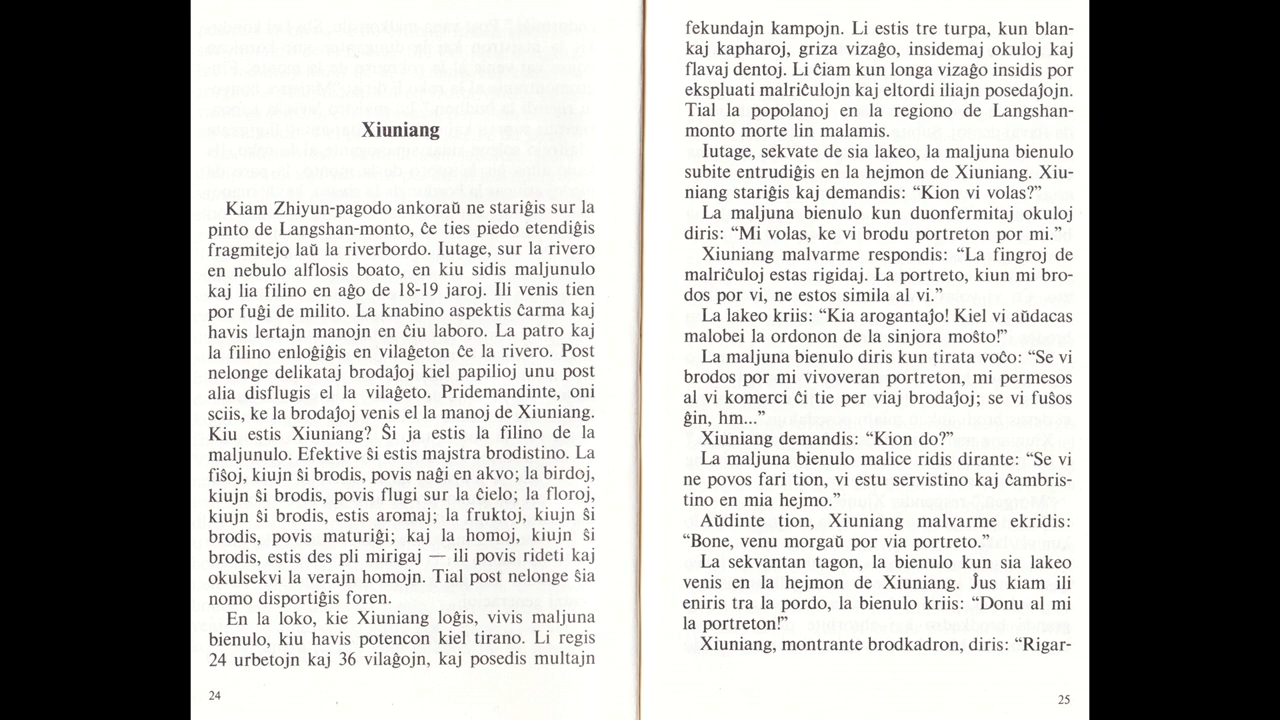 Xiuniang
Kiam Zhiyun-pagodo ankoraŭ ne stariĝis sur la
pinto de Langshan-monto, ĉe ties piedo etendiĝis
fragmitejo laŭ la riverbordo. Iutage, sur la rivero
en nebulo alflosis boato, en kiu sidis maljunulo
kaj lia filino en aĝo de 18-19 jaroj. Ili venis tien
por fuĝi de milito. La knabino aspektis ĉarma kaj
havis lertajn manojn en ĉiu laboro. La patro kaj
la filino enloĝiĝis en vilaĝeton ĉe la rivero. Post
nelonge delikataj brodaĵoj kiel papilioj unu post
alia disflugis el la vilaĝeto. Pridemandinte, oni
sciis, ke la brodaĵoj venis el la manoj de Xiuniang.
Kiu estis Xiuniang? Ŝi ja estis la filino de la
maljunulo. Efektive ŝi estis majstra brodistino. La
fiŝoj, kiujn ŝi brodis, povis naĝi en akvo; la birdoj,
kiujn ŝi brodis, povis flugi sur la ĉielo; la floroj,
kiujn ŝi brodis, estis aromaj; la fruktoj, kiujn ŝi
brodis, povis maturiĝi; kaj la homoj, kiujn ŝi
brodis, estis des pli mirigaj — ili povis rideti kaj
okulsekvi la verajn homojn. Tial post nelonge ŝia
nomo disportiĝis foren.
En la loko, kie Xiuniang loĝis, vivis maljuna
bienulo, kiu havis potencon kiel tirano. Li regis
24 urbetojn kaj 36 vilaĝojn, kaj posedis multajn
24
fekundajn kampojn. Li estis tre turpa, kun blan-
kaj kapharoj, griza vizaĝo, insidemaj okuloj kaj
flavaj dentoj. Li ĉiam kun longa vizaĝo insidis por
ekspluati malriĉulojn kaj eltordi iliajn posedaĵojn.
Tial la popolanoj en la regiono de Langshan-
monto morte lin malamis.
Iutage, sekvate de sia lakeo, la maljuna bienulo
subite entrudiĝis en la hejmon de Xiuniang. Xiu-
niang stariĝis kaj demandis: “Kion vi volas?”
La maljuna bienulo kun duonfermitaj okuloj
diris: “Mi volas, ke vi brodu portreton por mi.”
Xiuniang malvarme respondis: “La fingroj de
malriĉuloj estas rigidaj. La portreto, kiun mi bro-
dos por vi, ne estos simila al vi.”
La lakeo kriis: “Kia arogantaĵo! Kiel vi aŭdacas
malobei la ordonon de la sinjora moŝto!”
La maljuna bienulo diris kun tirata voĉo: “Se vi
brodos por mi vivoveran portreton, mi permesos
al vi komerci ĉi tie per viaj brodaĵoj; se vi fuŝos
ĝin, hm...”
Xiuniang demandis: “Kion do?”
La maljuna bienulo malice ridis dirante: “Se vi
ne povos fari tion, vi estu servistino kaj ĉambris-
tino en mia hejmo.”
Aŭdinte tion, Xiuniang malvarme ekridis:
“Bone, venu morgaŭ por via portreto.”
La sekvantan tagon, la bienulo kun sia lakeo
venis en la hejmon de Xiuniang. Ĵus kiam ili
eniris tra la pordo, la bienulo kriis: “Donu al mi
la portreton!”
Xiuniang, montrante brodkadron, diris: “Rigar-
25